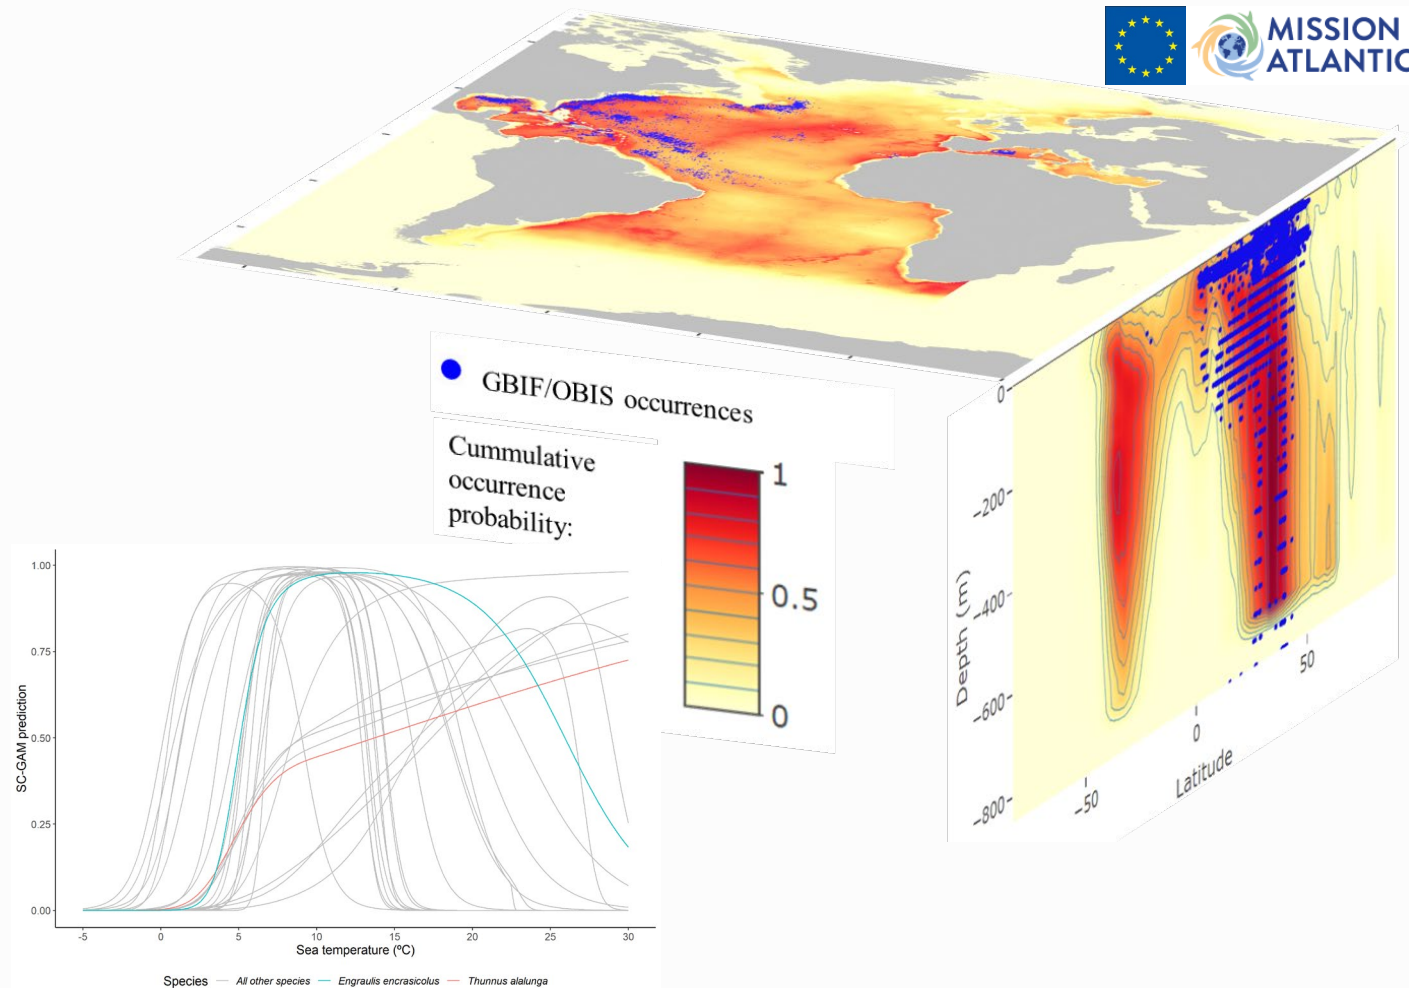 MISSION
ATLANTIC
GBIF/OBIS occurrences
Cummulative
occurrence
probability:
1
0.5
0
0
-200
-400
-600
-800
Depth (m)
-50
0
50
Latitude
1.00
0.75
0.50
0.25
0.00
SC-GAM prediction
-5 0 5 10 15 20 25 30
Sea temperature (ºC)
Species All other species Engraulis encrasicolus Thunnus alalunga